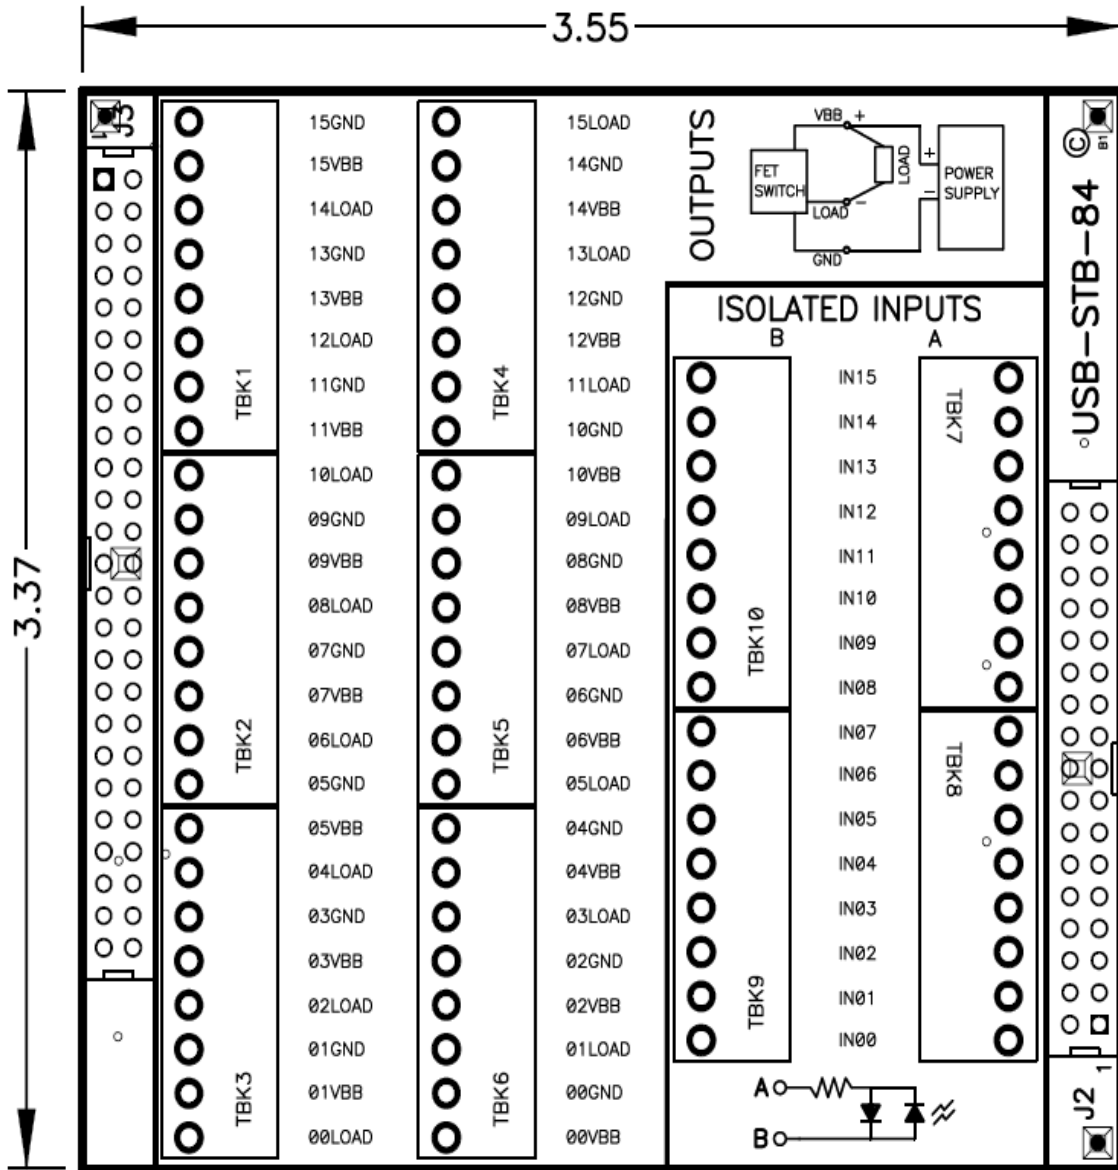 3.55
3.37
J3
1
15GND
15VBB
14LOAD
13GND
13VBB
12LOAD
11GND
11VBB
TBK1
10LOAD
09GND
09VBB
08LOAD
07GND
07VBB
06LOAD
05GND
TBK2
05VBB
04LOAD
03GND
03VBB
02LOAD
01GND
01VBB
00LOAD
TBK3
15LOAD
14GND
14VBB
13LOAD
12GND
12VBB
11LOAD
10GND
TBK4
10VBB
09LOAD
08GND
08VBB
07LOAD
06GND
06VBB
05LOAD
TBK5
04GND
04VBB
03LOAD
02GND
02VBB
01LOAD
00GND
00VBB
TBK6
OUTPUTS
VBB +
FET
SWITCH
LOAD
LOAD −
GND
+
−
POWER
SUPPLY
ISOLATED INPUTS
B A
IN15
IN14
IN13
IN12
IN11
IN10
IN09
IN08
TBK10
TBK7
IN07
IN06
IN05
IN04
IN03
IN02
IN01
IN00
TBK9
TBK8
A
B
B1
© USB-STB-84
J2
1